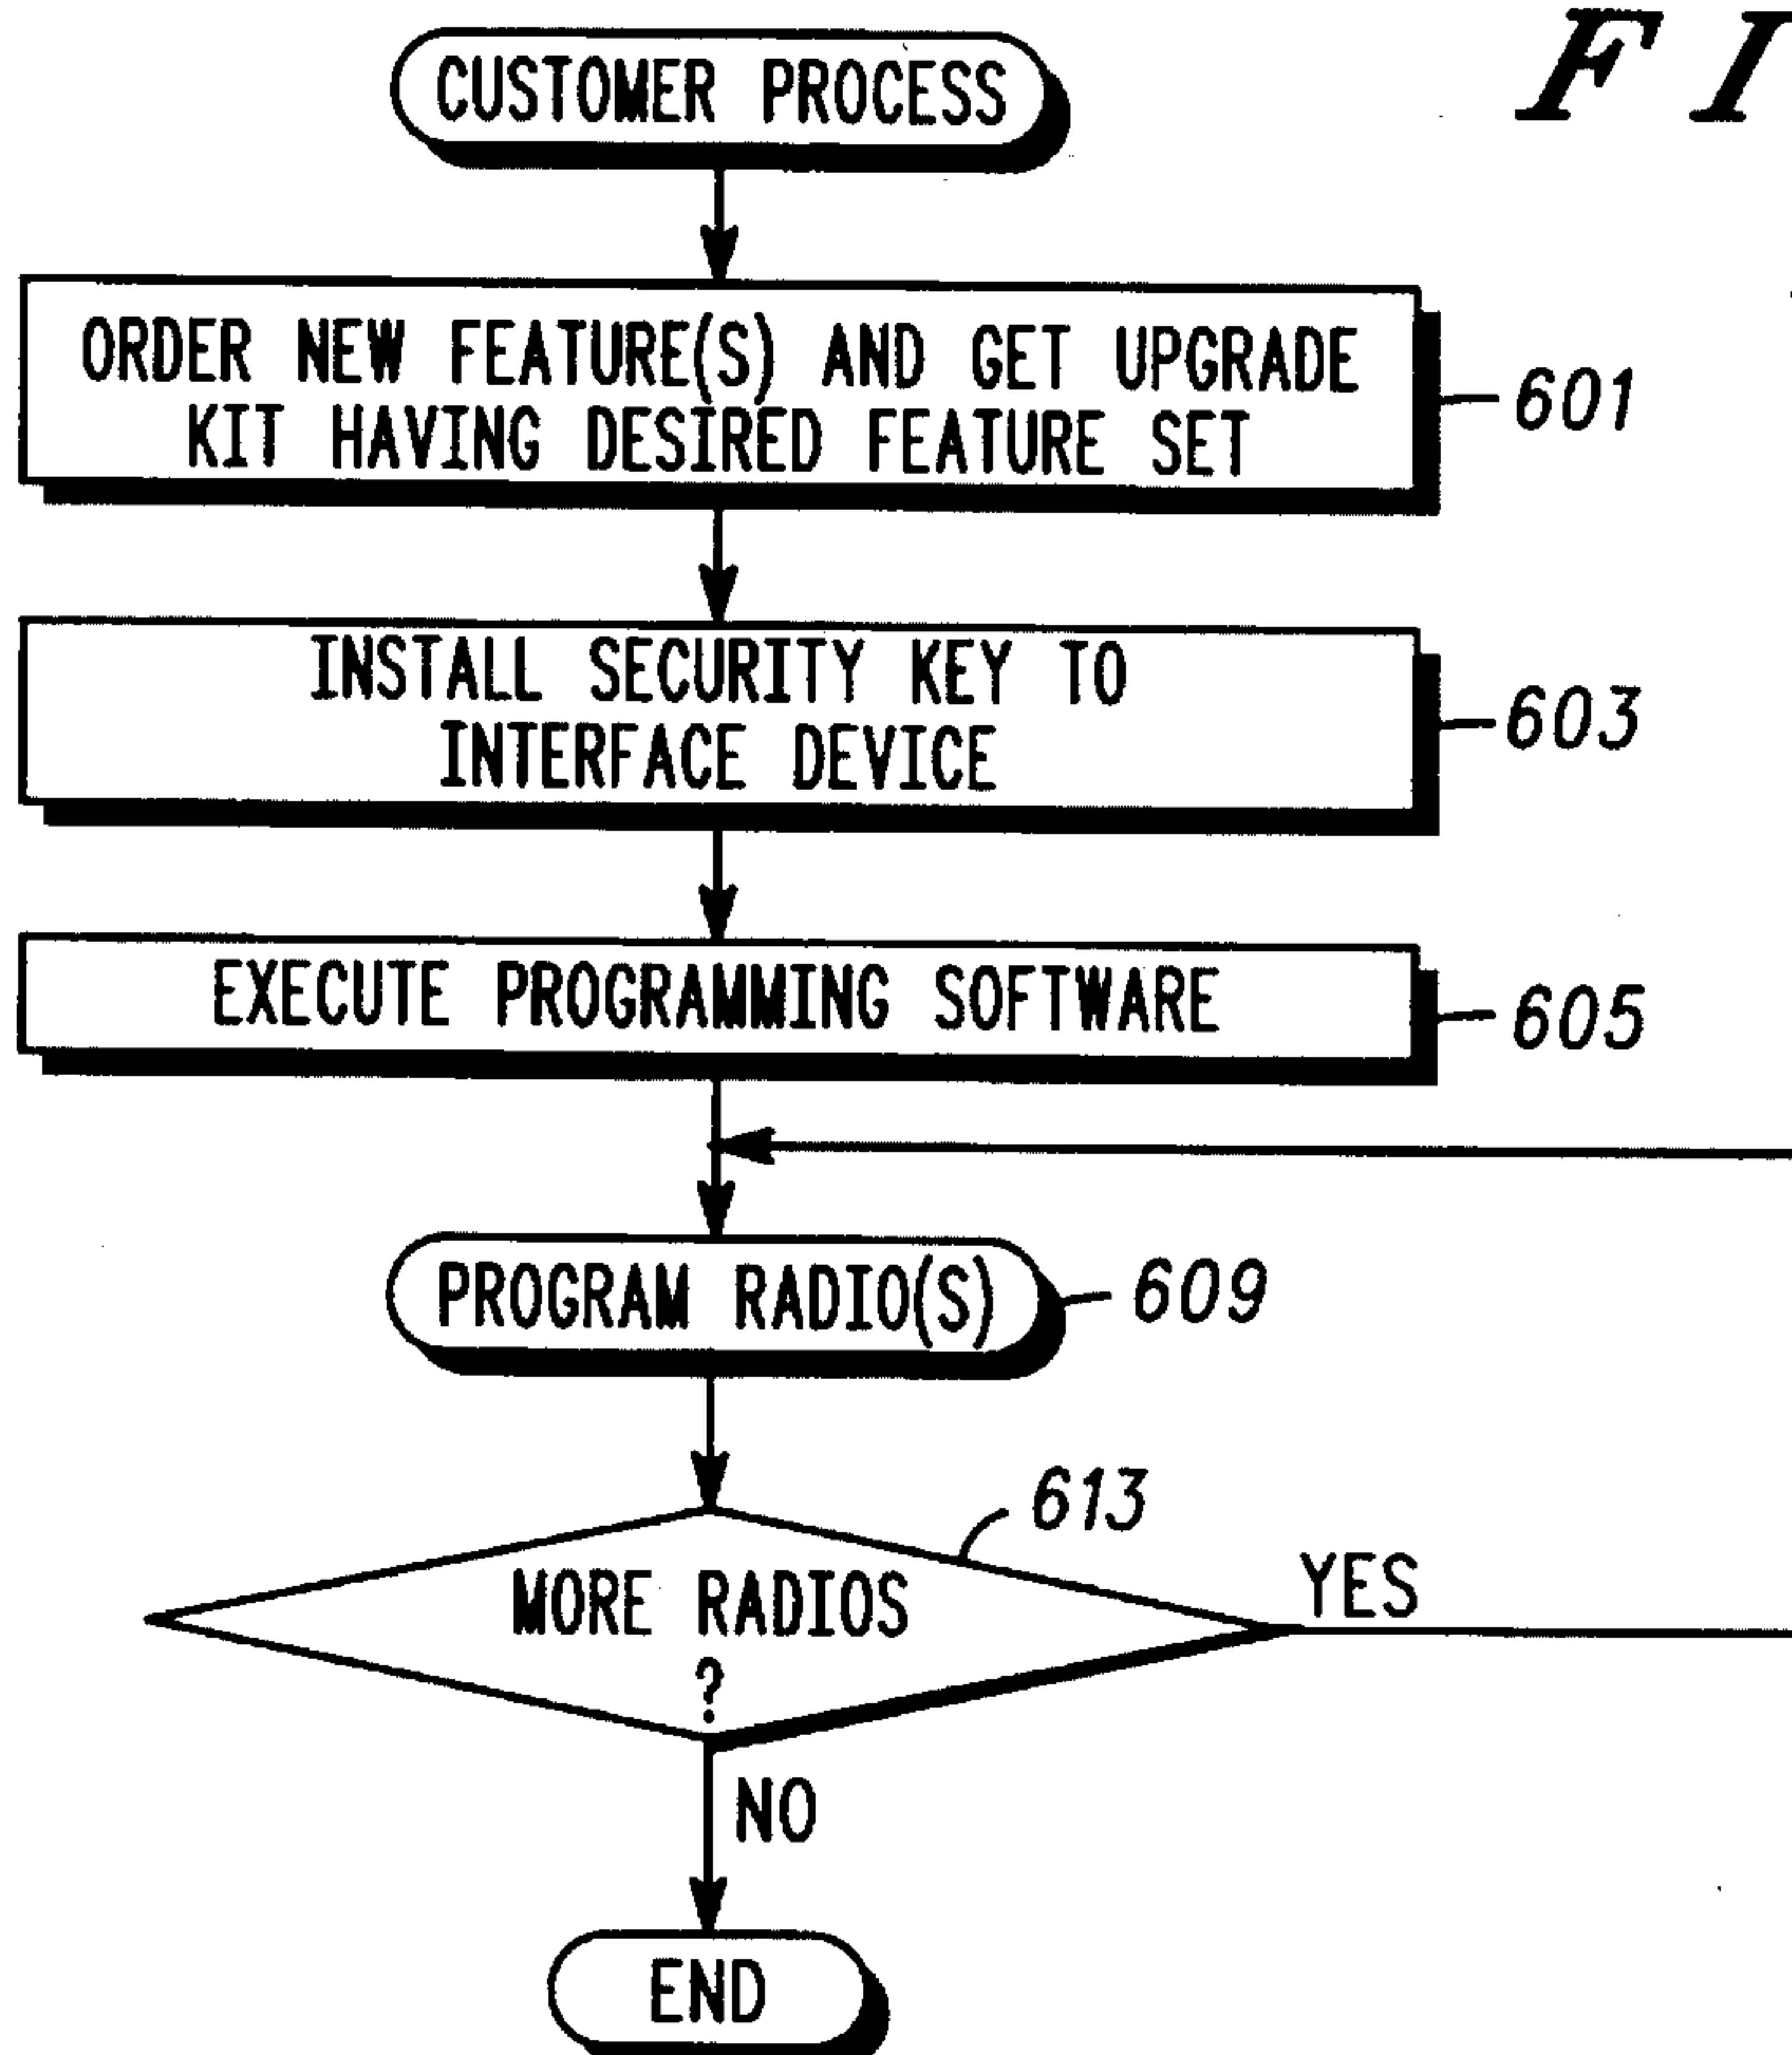 CUSTOMER PROCESS
ORDER NEW FEATURE(S) AND GET UPGRADE
KIT HAVING DESIRED FEATURE SET
601
INSTALL SECURITY KEY TO
INTERFACE DEVICE
603
EXECUTE PROGRAMMING SOFTWARE
605
PROGRAM RADIO(S)
609
613
MORE RADIOS
?
YES
NO
END